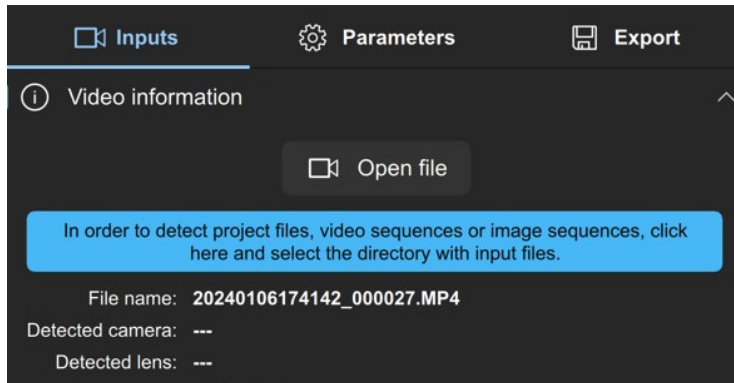 Inputs Parameters Export
Video information
Open file
In order to detect project files, video sequences or image sequences, click
here and select the directory with input files.
File name: 20240106174142_000027.MP4
Detected camera: ---
Detected lens: ---